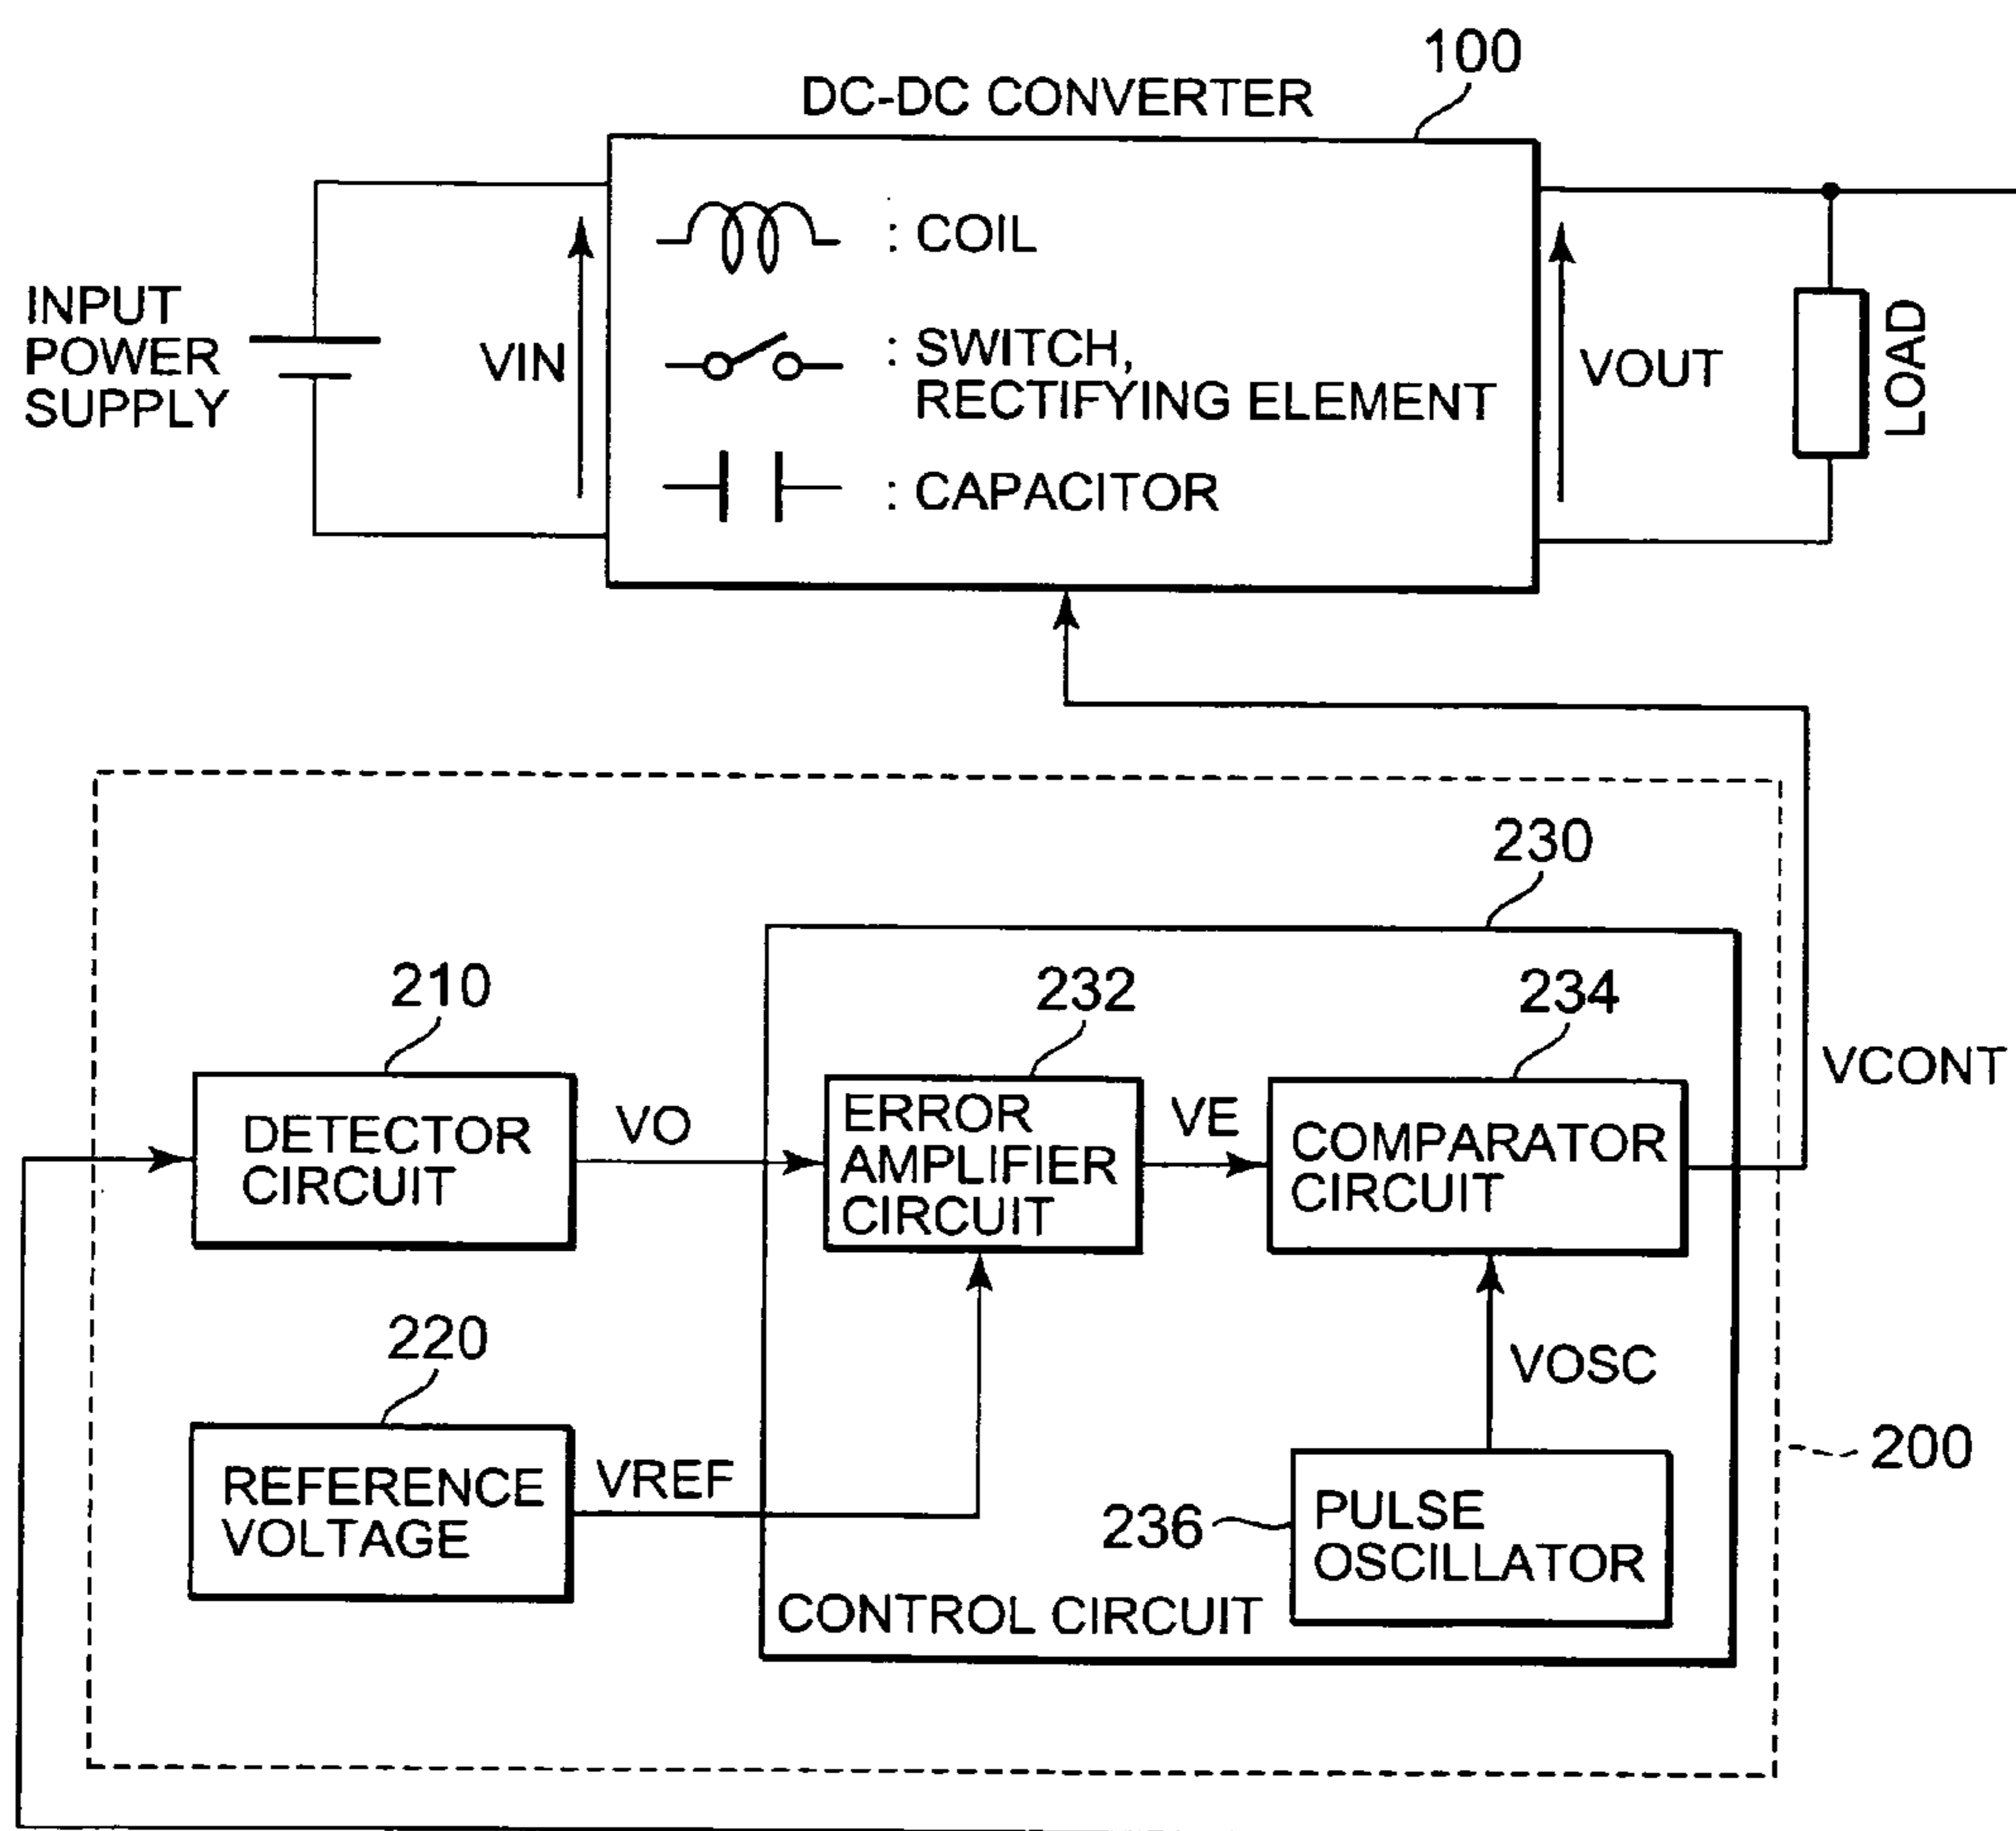 100
DC-DC CONVERTER
: COIL
INPUT
POWER
SUPPLY
VIN
: SWITCH,
RECTIFYING ELEMENT
VOUT
LOAD
: CAPACITOR
230
210
232
234
VCONT
DETECTOR
CIRCUIT
VO
ERROR
AMPLIFIER
CIRCUIT
VE
COMPARATOR
CIRCUIT
220
VOSC
200
REFERENCE
VOLTAGE
VREF
236
PULSE
OSCILLATOR
CONTROL CIRCUIT